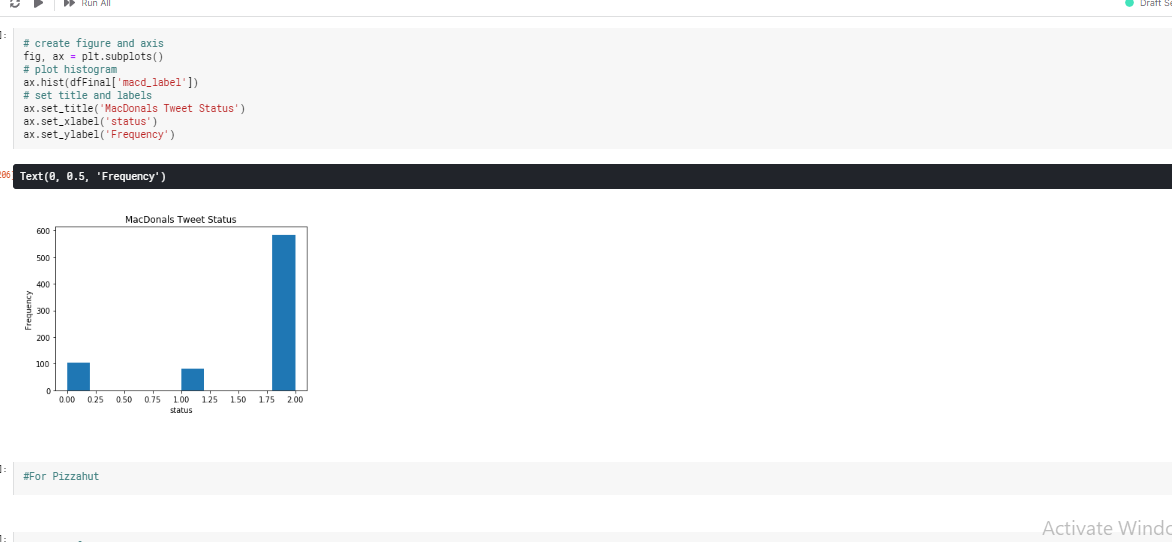 Run All
Draft Se
]:
# create figure and axis
fig, ax = plt.subplots()
# plot histogram
ax.hist(dfFinal['macd_label'])
# set title and labels
ax.set_title('MacDonals Tweet Status')
ax.set_xlabel('status')
ax.set_ylabel('Frequency')
206]
Text(0, 0.5, 'Frequency')
MacDonals Tweet Status
600
500
400
300
200
100
0
Frequency
0.00 0.25 0.50 0.75 1.00 1.25 1.50 1.75 2.00
status
]:
#For Pizzahut
Activate Windo
]: